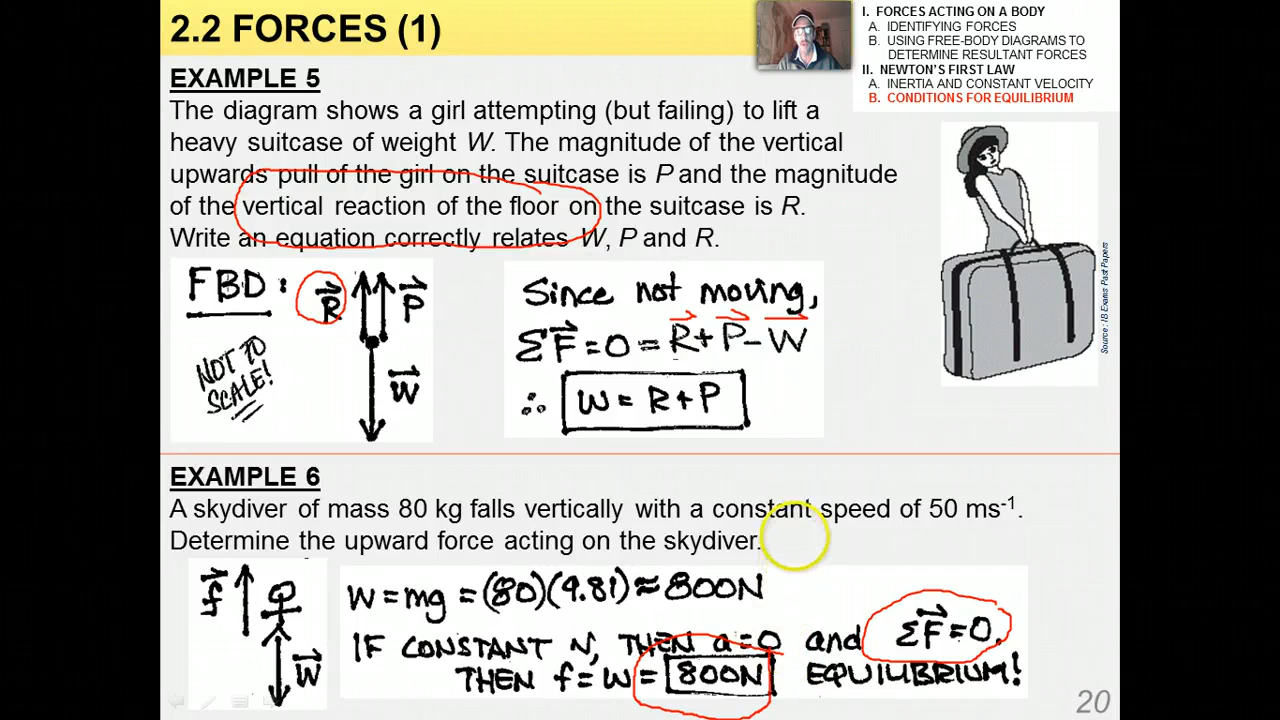 2.2 FORCES (1)
I. FORCES ACTING ON A BODY
A. IDENTIFYING FORCES
B. USING FREE-BODY DIAGRAMS TO
DETERMINE RESULTANT FORCES
II. NEWTON'S FIRST LAW
A. INERTIA AND CONSTANT VELOCITY
B. CONDITIONS FOR EQUILIBRIUM
EXAMPLE 5
The diagram shows a girl attempting (but failing) to lift a
heavy suitcase of weight W. The magnitude of the vertical
upwards pull of the girl on the suitcase is P and the magnitude
of the vertical reaction of the floor on the suitcase is R.
Write an equation correctly relates W, P and R.
FBD:
R
P
W
NOT TO
SCALE!
Since not moving,
ΣF = 0 = R + P - W
∴ W = R + P
Source: IB Exams Past Papers
EXAMPLE 6
A skydiver of mass 80 kg falls vertically with a constant speed of 50 ms-1.
Determine the upward force acting on the skydiver.
f
W
W = mg = (80)(9.81) ≈ 800N
IF CONSTANT v, THEN a = 0 and ΣF = 0.
THEN f = W = 800N EQUILIBRIUM!
20